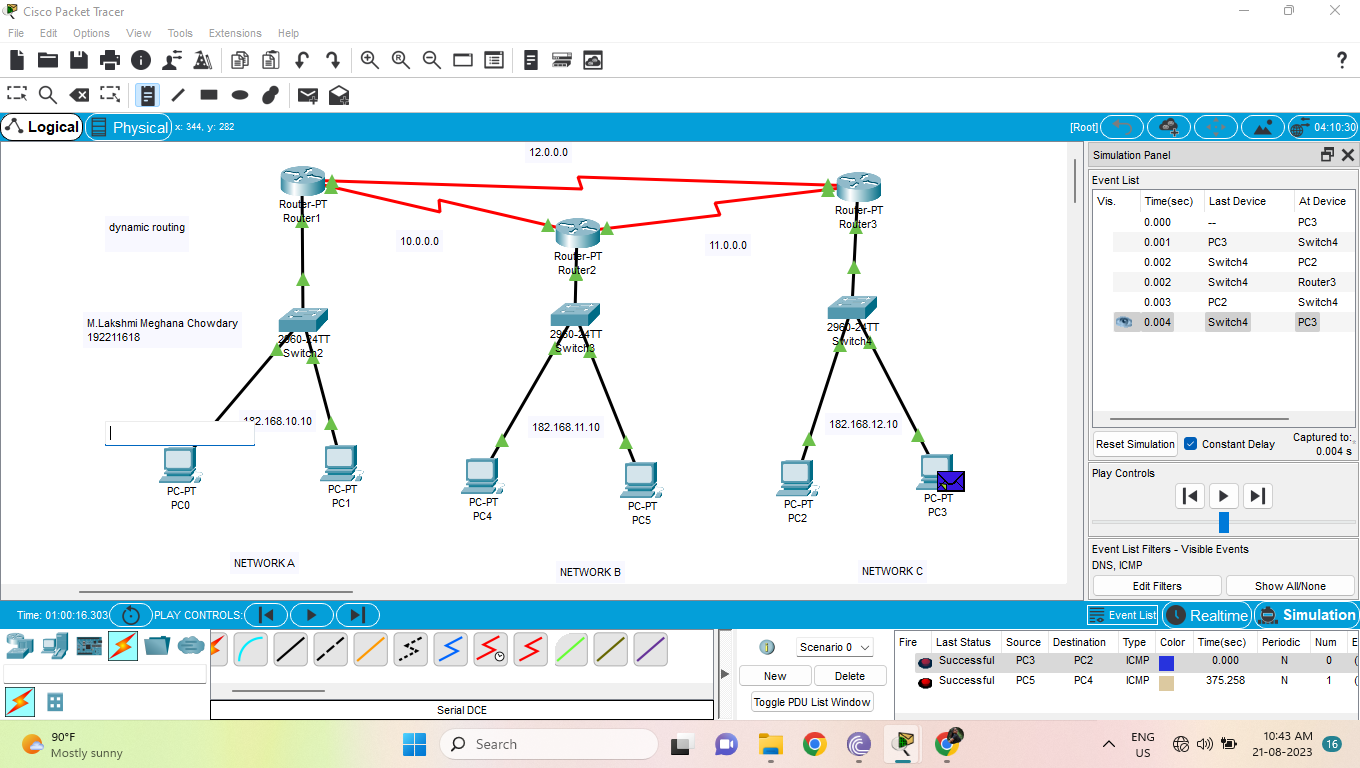 Cisco Packet Tracer
File Edit Options View Tools Extensions Help
Logical
Physical
x: 344, y: 282
[Root]
04:10:30
12.0.0.0
Router-PT
Router1
dynamic routing
10.0.0.0
Router-PT
Router2
11.0.0.0
Router-PT
Router3
M.Lakshmi Meghana Chowdary
192211618
2960-24TT
Switch2
2960-24TT
Switch3
2960-24TT
Switch4
182.168.10.10
182.168.11.10
182.168.12.10
PC-PT
PC0
PC-PT
PC1
PC-PT
PC4
PC-PT
PC5
PC-PT
PC2
PC-PT
PC3
NETWORK A
NETWORK B
NETWORK C
Simulation Panel
Event List
Vis. Time(sec) Last Device At Device
0.000 -- PC3
0.001 PC3 Switch4
0.002 Switch4 PC2
0.002 Switch4 Router3
0.003 PC2 Switch4
0.004 Switch4 PC3
Reset Simulation
Constant Delay
Captured to:
0.004 s
Play Controls
Event List Filters - Visible Events
DNS, ICMP
Edit Filters
Show All/None
Time: 01:00:16.303
PLAY CONTROLS:
Event List
Realtime
Simulation
Serial DCE
Scenario 0
New
Delete
Toggle PDU List Window
Fire Last Status Source Destination Type Color Time(sec) Periodic Num E
Successful PC3 PC2 ICMP 0.000 N 0 (
Successful PC5 PC4 ICMP 375.258 N 1 (
90°F
Mostly sunny
Search
ENG
US
10:43 AM
21-08-2023
16